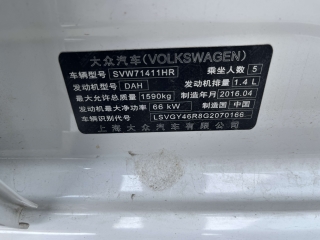 大众汽车(VOLKSWAGEN)
车辆型号 SVW71411HR 乘坐人数 5
发动机型号 DAH 发动机排量 1.4 L
最大允许总质量 1590kg 制造年月 2016.04
发动机最大净功率 66 kW 制造国 中国
车辆识别代号 LSVGY46R8G2070166
上海大众汽车有限公司